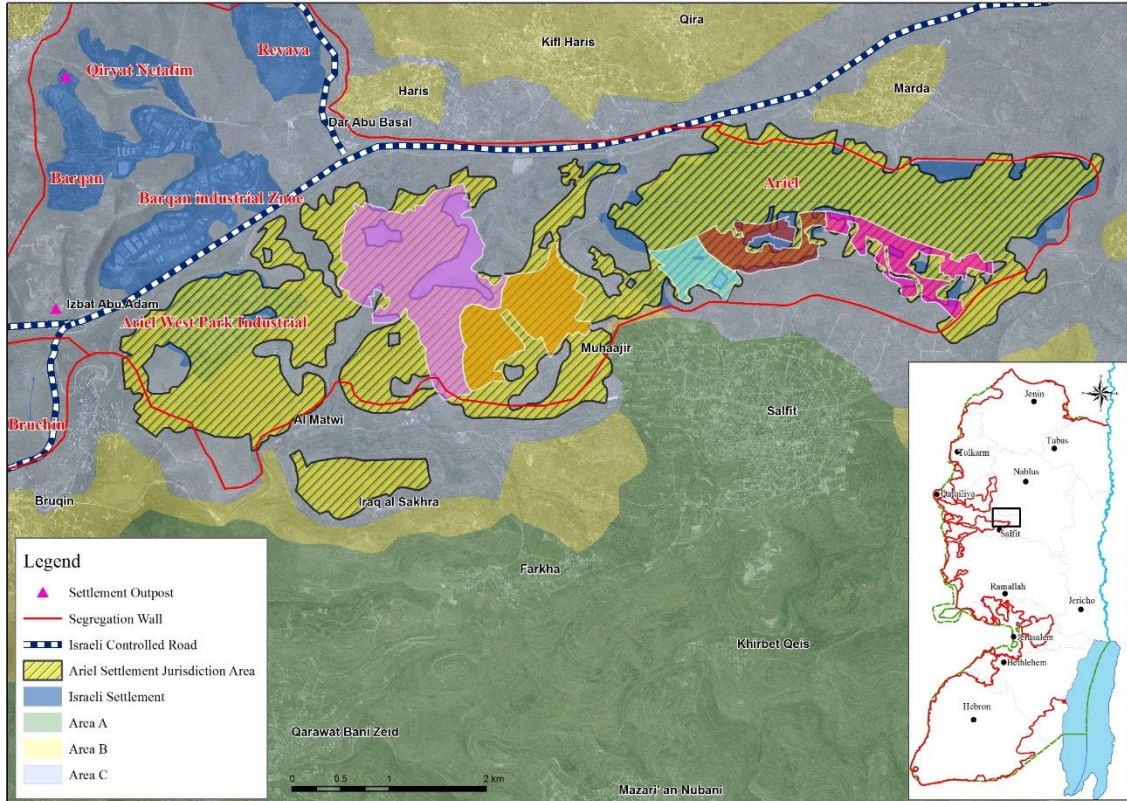 Qira
Kifl Haris
Revava
Qiryat Netafim
Haris
Marda
Dar Abu Basal
Barqan
Ariel
Barqan industrial Znoe
Izbat Abu Adam
Ariel West Park Industrial
Muhaajir
Bruchin
Al Matwi
Salfit
Bruqin
Iraq al Sakhra
Farkha
Khirbet Qeis
Qarawat Bani Zeid
Mazari' an Nubani
0 0.5 1 2 km
Legend
Settlement Outpost
Segregation Wall
Israeli Controlled Road
Ariel Settlement Jurisdiction Area
Israeli Settlement
Area A
Area B
Area C
Jenin
Tubas
Tulkarm
Nablus
Qalqiliya
Salfit
Ramallah
Jericho
Jerusalem
Bethlehem
Hebron